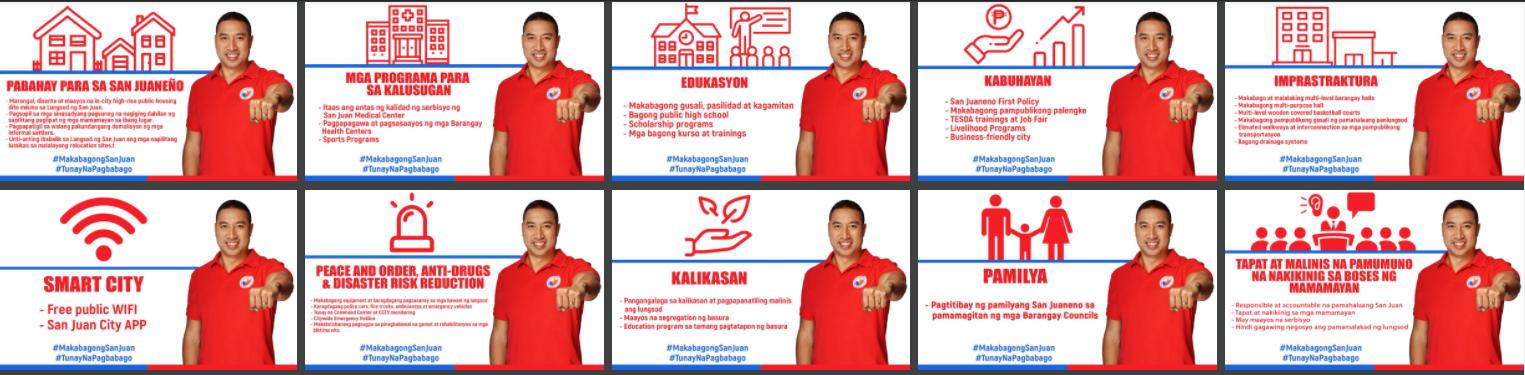 PABAHAY PARA SA SAN JUANEÑO
- Marangal, disente at maayos na in-city high-rise public housing
dito mismo sa Lungsod ng San Juan.
- Pagsupil sa mga sinasadyang pagsunog na nagiging dahilan ng
sapilitang paglipat ng mga mamamayan sa ibang lugar.
- Pagpapatigil sa walang pakundangang demolasyon ng mga
informal settlers.
- Unti-unting ibabalik sa Lungsod ng San Juan ang mga napilitang
lumikas sa malalayong relocation sites.
#MakabagongSanJuan
#TunayNaPagbabago
MGA PROGRAMA PARA
SA KALUSUGAN
- Itaas ang antas ng kalidad ng serbisyo ng
San Juan Medical Center
- Pagpapagawa at pagsasaayos ng mga Barangay
Health Centers
- Sports Programs
#MakabagongSanJuan
#TunayNaPagbabago
EDUKASYON
- Makabagong gusali, pasilidad at kagamitan
- Bagong public high school
- Scholarship programs
- Mga bagong kurso at trainings
#MakabagongSanJuan
#TunayNaPagbabago
KABUHAYAN
- San Juaneno First Policy
- Makabagong pampublikong palengke
- TESDA trainings at Job Fair
- Livelihood Programs
- Business-friendly city
#MakabagongSanJuan
#TunayNaPagbabago
IMPRASTRAKTURA
- Makabago at malalaking multi-level barangay halls
- Makabagong multi-purpose hall
- Multi-level wooden covered basketball courts
- Makabagong pampublikong gusali ng pamahalaang panlungsod
- Elevated walkways at interconnection sa mga pampublikong
transportasyon
- Bagong drainage systems
#MakabagongSanJuan
#TunayNaPagbabago
SMART CITY
- Free public WIFI
- San Juan City APP
#MakabagongSanJuan
#TunayNaPagbabago
PEACE AND ORDER, ANTI-DRUGS
& DISASTER RISK REDUCTION
- Makabagong equipment at karagdagang pagsasanay sa mga kawani ng lungsod
- Karagdagang police cars, fire trucks, ambulansya at emergency vehicles
- Tunay na Command Center at CCTV monitoring
- Citywide Emergency Hotline
- Makatotohanang pagsugpo sa pinagbabawal na gamot at rehabilitasyon sa mga
biktima nito.
#MakabagongSanJuan
#TunayNaPagbabago
KALIKASAN
- Pangangalaga sa kalikasan at pagpapanatiling malinis
ang lungsod
- Maayos na segregation ng basura
- Education program sa tamang pagtatapon ng basura
#MakabagongSanJuan
#TunayNaPagbabago
PAMILYA
- Pagtitibay ng pamilyang San Juaneno sa
pamamagitan ng mga Barangay Councils
#MakabagongSanJuan
#TunayNaPagbabago
TAPAT AT MALINIS NA PAMUMUNO
NA NAKIKINIG SA BOSES NG
MAMAMAYAN
- Responsible at accountable na pamahalaang San Juan
- Tapat at nakikinig sa mga mamamayan
- May maayos na serbisyo
- Hindi gagawing negosyo ang pamamalakad ng lungsod
#MakabagongSanJuan
#TunayNaPagbabago